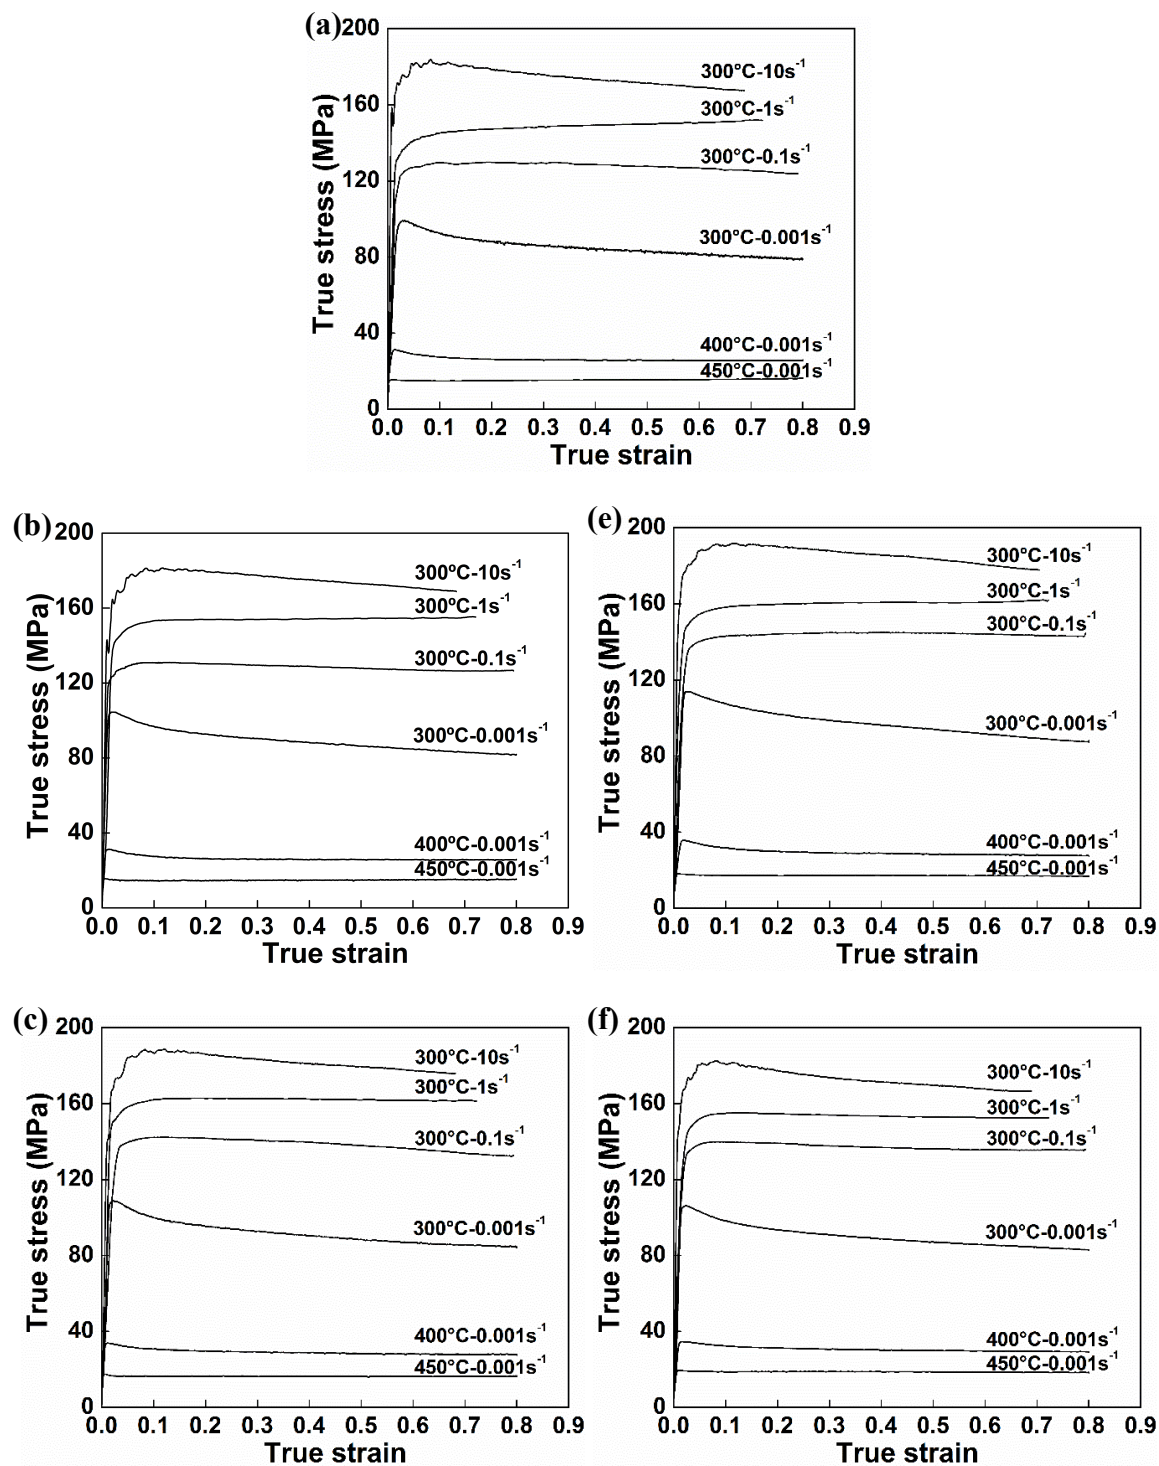 (a)
200
160
120
80
40
0
True stress (MPa)
300°C-10s-1
300°C-1s-1
300°C-0.1s-1
300°C-0.001s-1
400°C-0.001s-1
450°C-0.001s-1
0.0 0.1 0.2 0.3 0.4 0.5 0.6 0.7 0.8 0.9
True strain
(b)
200
160
120
80
40
0
True stress (MPa)
300ºC-10s-1
300ºC-1s-1
300ºC-0.1s-1
300ºC-0.001s-1
400ºC-0.001s-1
450ºC-0.001s-1
0.0 0.1 0.2 0.3 0.4 0.5 0.6 0.7 0.8 0.9
True strain
(e)
200
160
120
80
40
0
True stress (MPa)
300°C-10s-1
300°C-1s-1
300°C-0.1s-1
300°C-0.001s-1
400°C-0.001s-1
450°C-0.001s-1
0.0 0.1 0.2 0.3 0.4 0.5 0.6 0.7 0.8 0.9
True strain
(c)
200
160
120
80
40
0
True stress (MPa)
300°C-10s-1
300°C-1s-1
300°C-0.1s-1
300°C-0.001s-1
400°C-0.001s-1
450°C-0.001s-1
0.0 0.1 0.2 0.3 0.4 0.5 0.6 0.7 0.8 0.9
True strain
(f)
200
160
120
80
40
0
True stress (MPa)
300°C-10s-1
300°C-1s-1
300°C-0.1s-1
300°C-0.001s-1
400°C-0.001s-1
450°C-0.001s-1
0.0 0.1 0.2 0.3 0.4 0.5 0.6 0.7 0.8 0.9
True strain